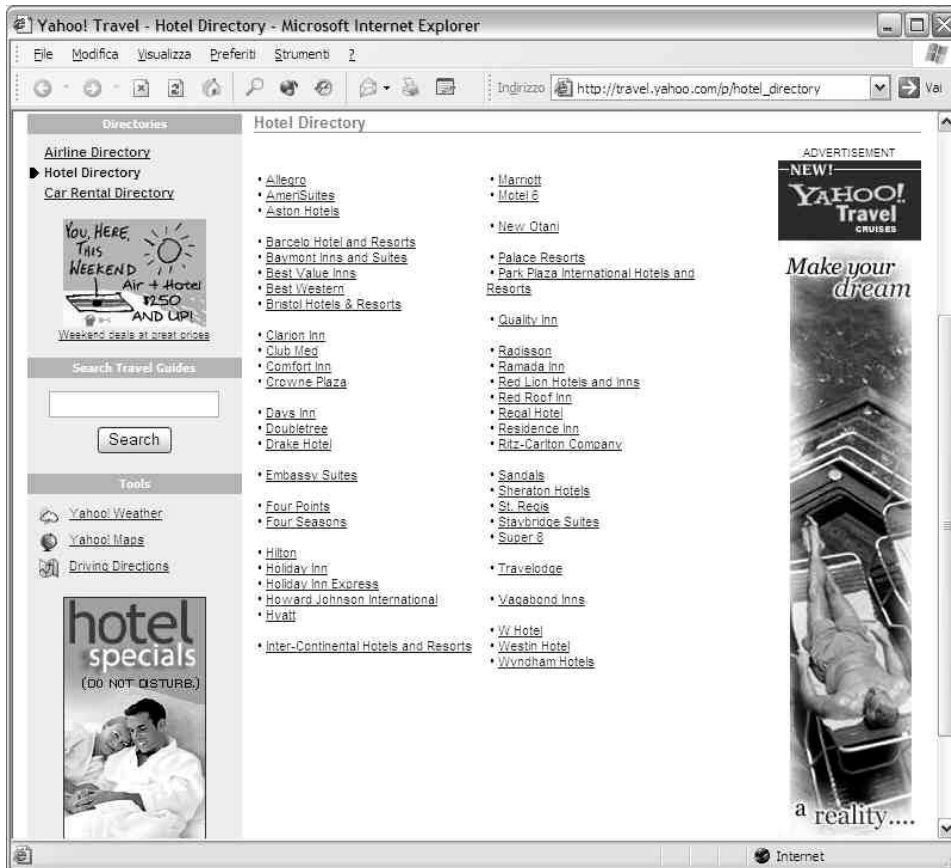 Yahoo! Travel - Hotel Directory - Microsoft Internet Explorer
File Modifica Visualizza Preferiti Strumenti ?
Indirizzo http://travel.yahoo.com/p/hotel_directory Vai
Directories
Airline Directory
Hotel Directory
Car Rental Directory
YOU, HERE,
THIS
WEEKEND
Air + Hotel
$250
AND UP!
Weekend deals at great prices
Search Travel Guides
Search
Tools
Yahoo! Weather
Yahoo! Maps
Driving Directions
hotel
specials
(DO NOT DISTURB.)
Hotel Directory
• Allegro
• AmeriSuites
• Aston Hotels
• Barcelo Hotel and Resorts
• Baymont Inns and Suites
• Best Value Inns
• Best Western
• Bristol Hotels & Resorts
• Clarion Inn
• Club Med
• Comfort Inn
• Crowne Plaza
• Days Inn
• Doubletree
• Drake Hotel
• Embassy Suites
• Four Points
• Four Seasons
• Hilton
• Holiday Inn
• Holiday Inn Express
• Howard Johnson International
• Hyatt
• Inter-Continental Hotels and Resorts
• Marriott
• Motel 6
• New Otani
• Palace Resorts
• Park Plaza International Hotels and
Resorts
• Quality Inn
• Radisson
• Ramada Inn
• Red Lion Hotels and Inns
• Red Roof Inn
• Regal Hotel
• Residence Inn
• Ritz-Carlton Company
• Sandals
• Sheraton Hotels
• St. Regis
• Staybridge Suites
• Super 8
• Travelodge
• Vagabond Inns
• W Hotel
• Westin Hotel
• Wyndham Hotels
ADVERTISEMENT
NEW!
YAHOO!
Travel
CRUISES
Make your
dream
a reality....
Internet